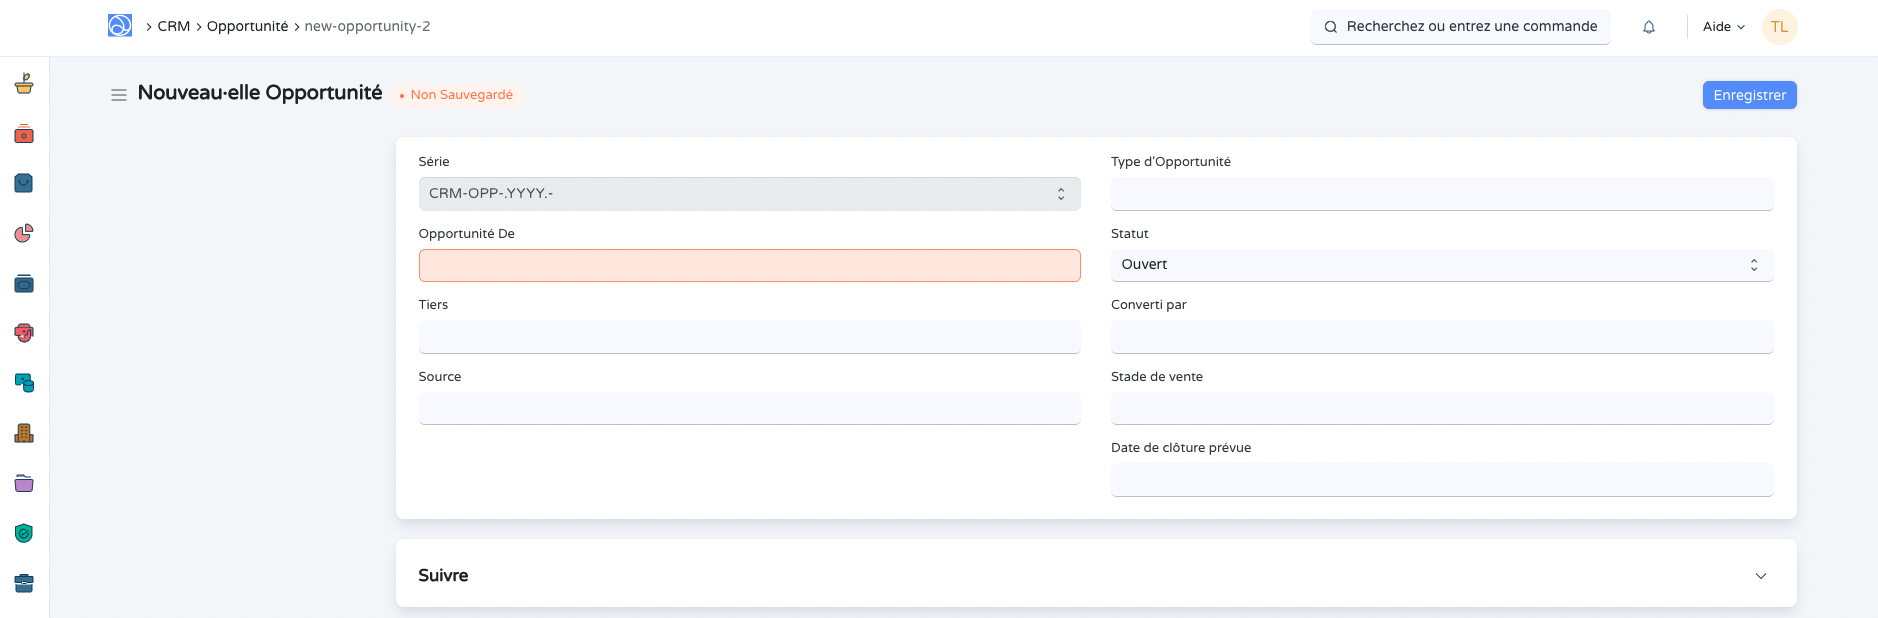 CRM > Opportunité > new-opportunity-2
Recherchez ou entrez une commande
Aide
TL
Nouveau·elle Opportunité
Non Sauvegardé
Enregistrer
Série
CRM-OPP-.YYYY.-
Opportunité De
Tiers
Source
Type d'Opportunité
Statut
Ouvert
Converti par
Stade de vente
Date de clôture prévue
Suivre